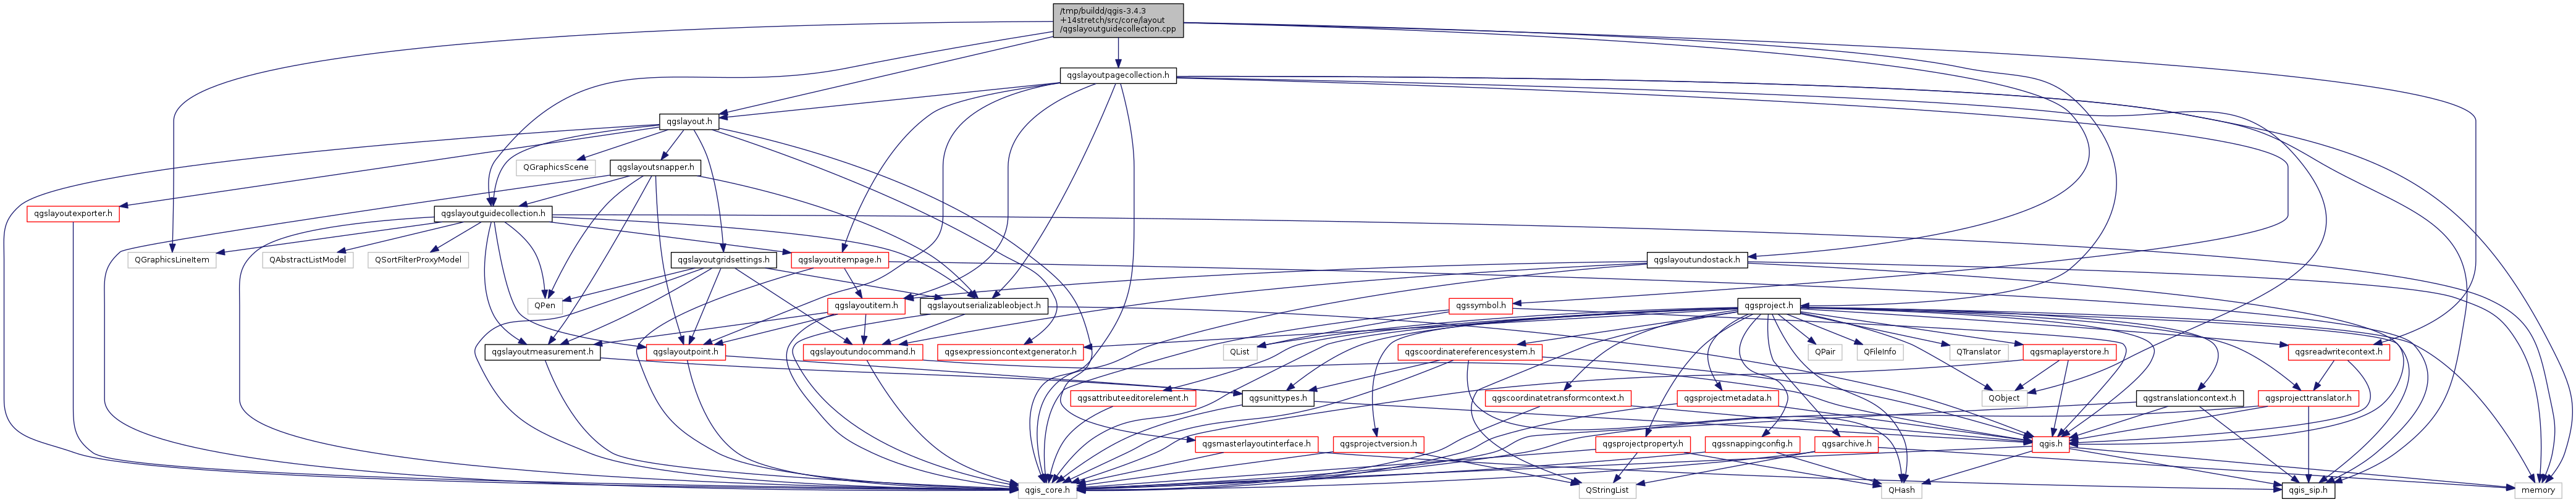 /tmp/buildd/qgis-3.4.3
+14stretch/src/core/layout
/qgslayoutguidecollection.cpp
qgslayoutpagecollection.h
qgslayout.h
QGraphicsScene
qgslayoutsnapper.h
qgslayoutexporter.h
qgslayoutguidecollection.h
QGraphicsLineItem
QAbstractListModel
QSortFilterProxyModel
qgslayoutgridsettings.h
qgslayoutitempage.h
qgslayoutundostack.h
QPen
qgslayoutitem.h
qgslayoutserializableobject.h
qgssymbol.h
qgsproject.h
qgslayoutmeasurement.h
qgslayoutpoint.h
qgslayoutundocommand.h
qgsexpressioncontextgenerator.h
QList
qgscoordinatereferencesystem.h
QPair
QFileInfo
QTranslator
qgsmaplayerstore.h
qgsreadwritecontext.h
qgsattributeeditorelement.h
qgsunittypes.h
qgscoordinatetransformcontext.h
qgsprojectmetadata.h
QObject
qgstranslationcontext.h
qgsprojecttranslator.h
qgsmasterlayoutinterface.h
qgsprojectversion.h
qgsprojectproperty.h
qgssnappingconfig.h
qgsarchive.h
qgis.h
qgis_core.h
QStringList
QHash
qgis_sip.h
memory